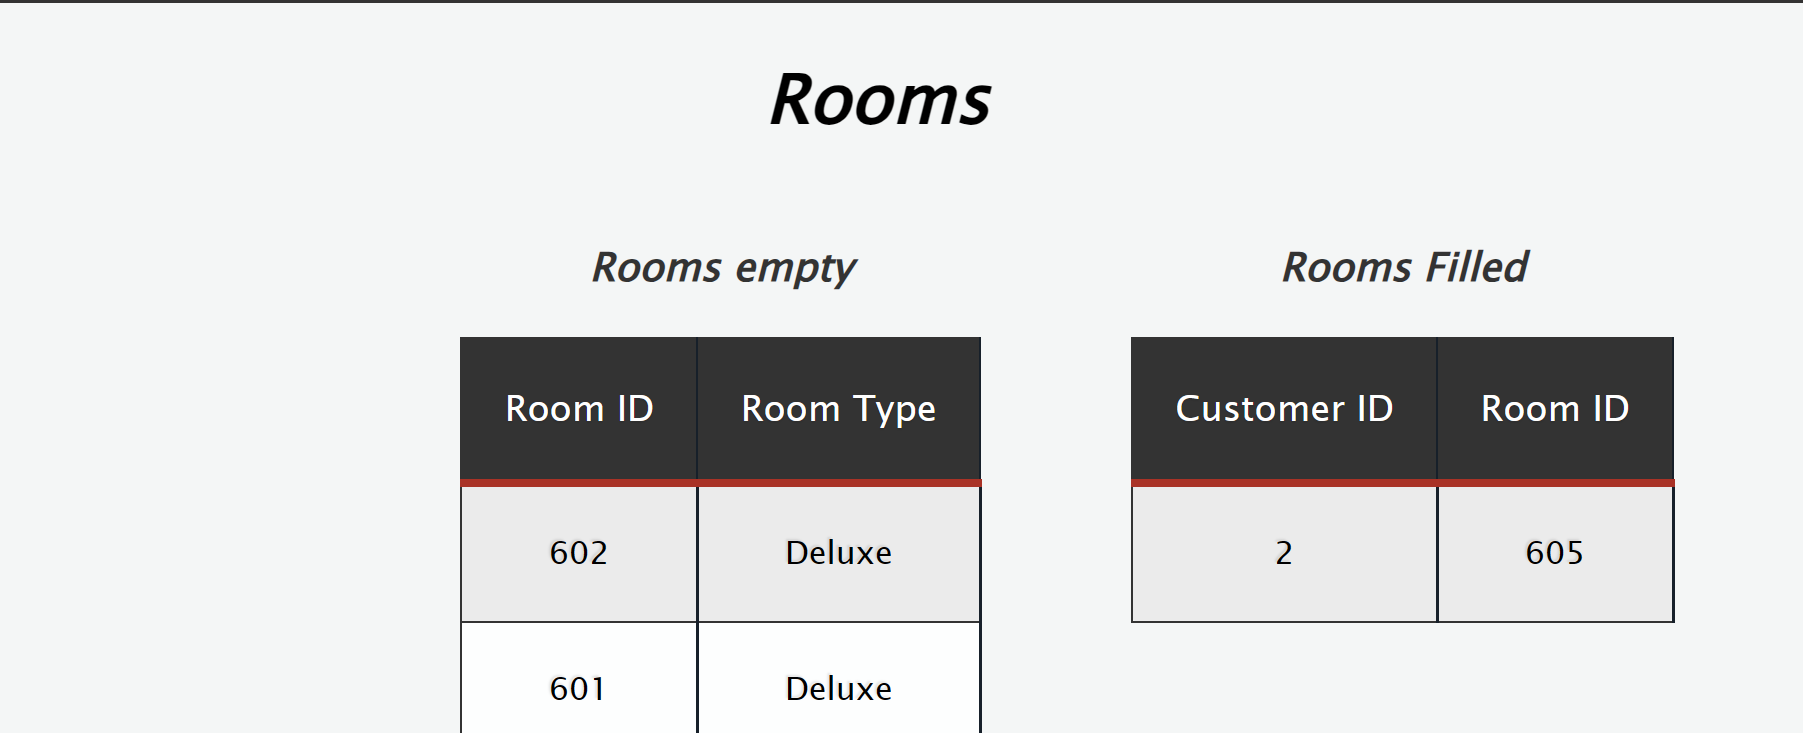 Rooms
Rooms empty
Room ID Room Type
602 Deluxe
601 Deluxe
Rooms Filled
Customer ID Room ID
2 605